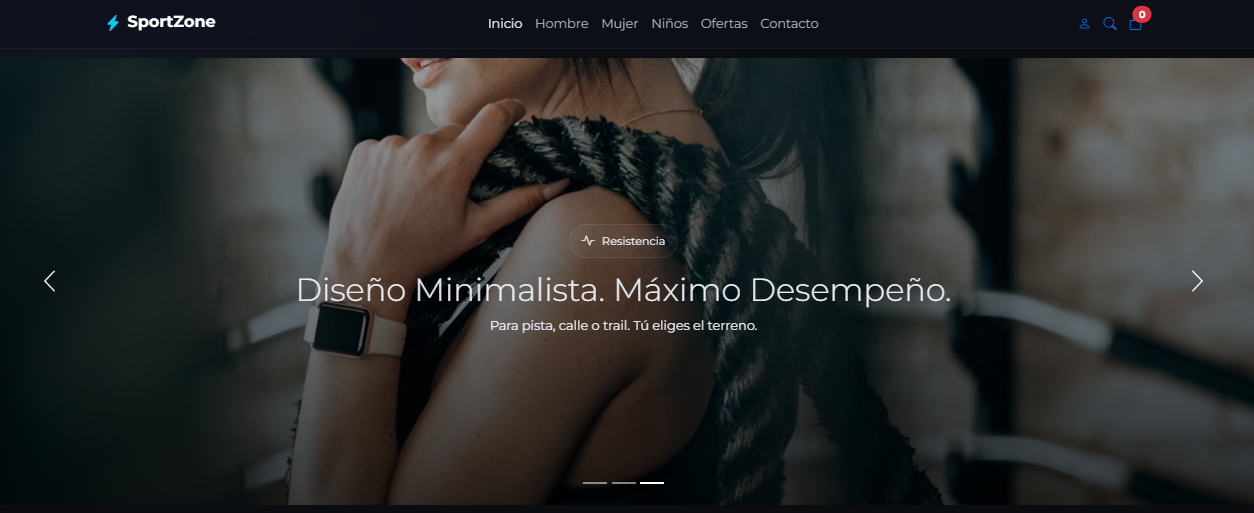 SportZone
Inicio Hombre Mujer Niños Ofertas Contacto
0
Resistencia
Diseño Minimalista. Máximo Desempeño.
Para pista, calle o trail. Tú eliges el terreno.